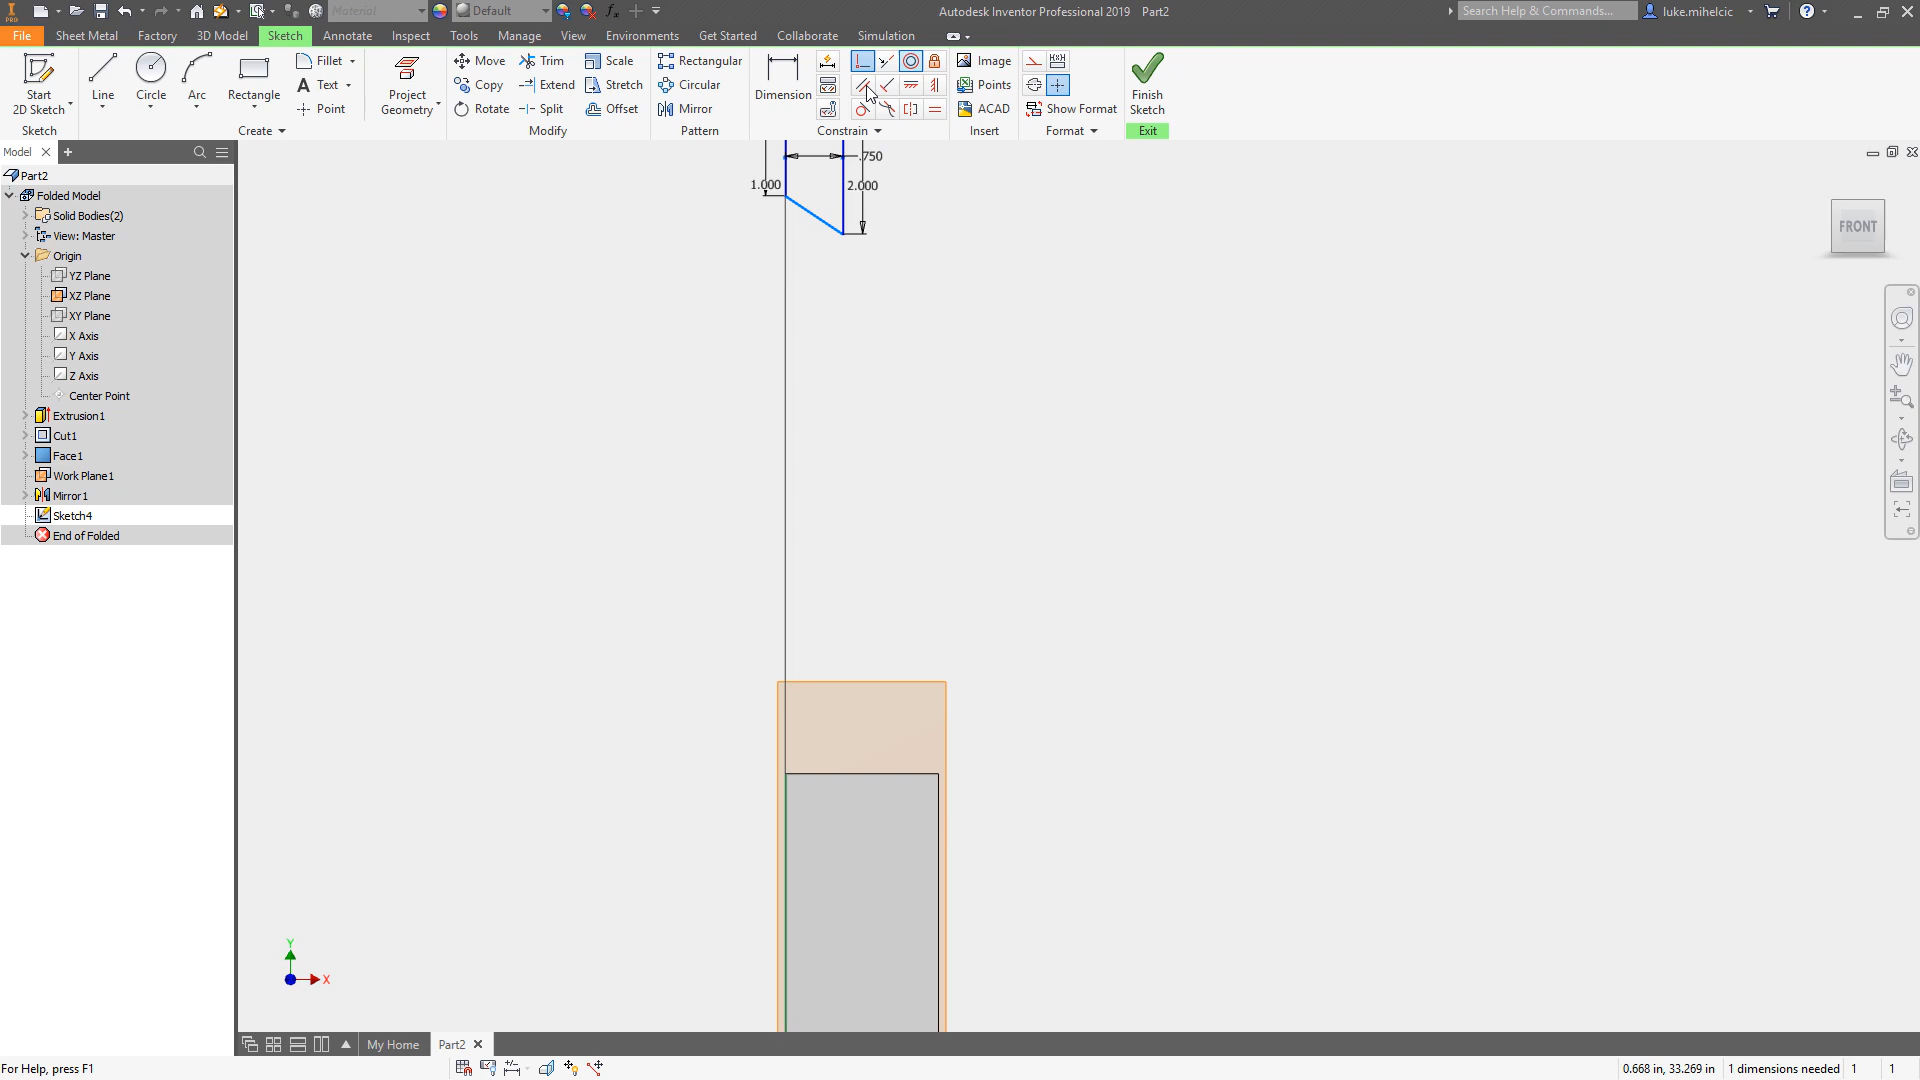 PRO
Material
Default
Autodesk Inventor Professional 2019 Part2
Search Help & Commands...
luke.mihelcic
File
Sheet Metal
Factory
3D Model
Sketch
Annotate
Inspect
Tools
Manage
View
Environments
Get Started
Collaborate
Simulation
Start
2D Sketch
Line
Circle
Arc
Rectangle
Fillet
Text
Point
Project
Geometry
Move
Copy
Rotate
Trim
Extend
Split
Scale
Stretch
Offset
Rectangular
Circular
Mirror
Dimension
Image
Points
ACAD
Show Format
Finish
Sketch
Sketch
Create
Modify
Pattern
Constrain
Insert
Format
Exit
Model
Part2
Folded Model
Solid Bodies(2)
View: Master
Origin
YZ Plane
XZ Plane
XY Plane
X Axis
Y Axis
Z Axis
Center Point
Extrusion1
Cut1
Face1
Work Plane1
Mirror1
Sketch4
End of Folded
.750
1.000
2.000
FRONT
Y
X
My Home
Part2
For Help, press F1
0.668 in, 33.269 in
1 dimensions needed
1
1